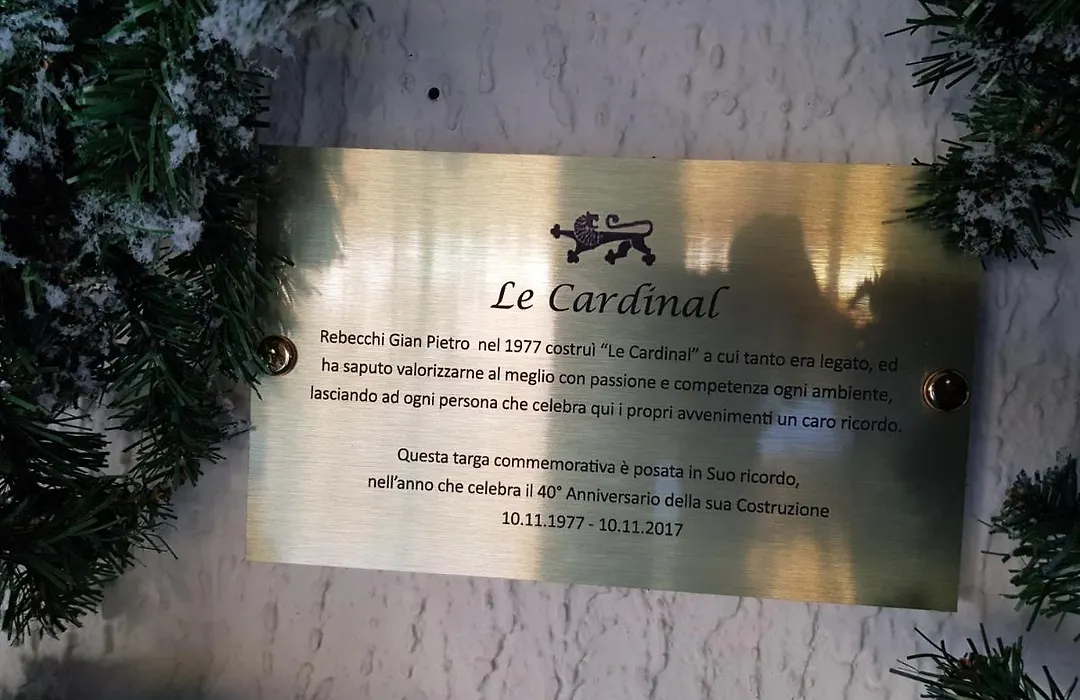 Le Cardinal
Rebecchi Gian Pietro nel 1977 costruì “Le Cardinal” a cui tanto era legato, ed
ha saputo valorizzarne al meglio con passione e competenza ogni ambiente,
lasciando ad ogni persona che celebra qui i propri avvenimenti un caro ricordo.
Questa targa commemorativa è posata in Suo ricordo,
nell’anno che celebra il 40° Anniversario della sua Costruzione
10.11.1977 - 10.11.2017